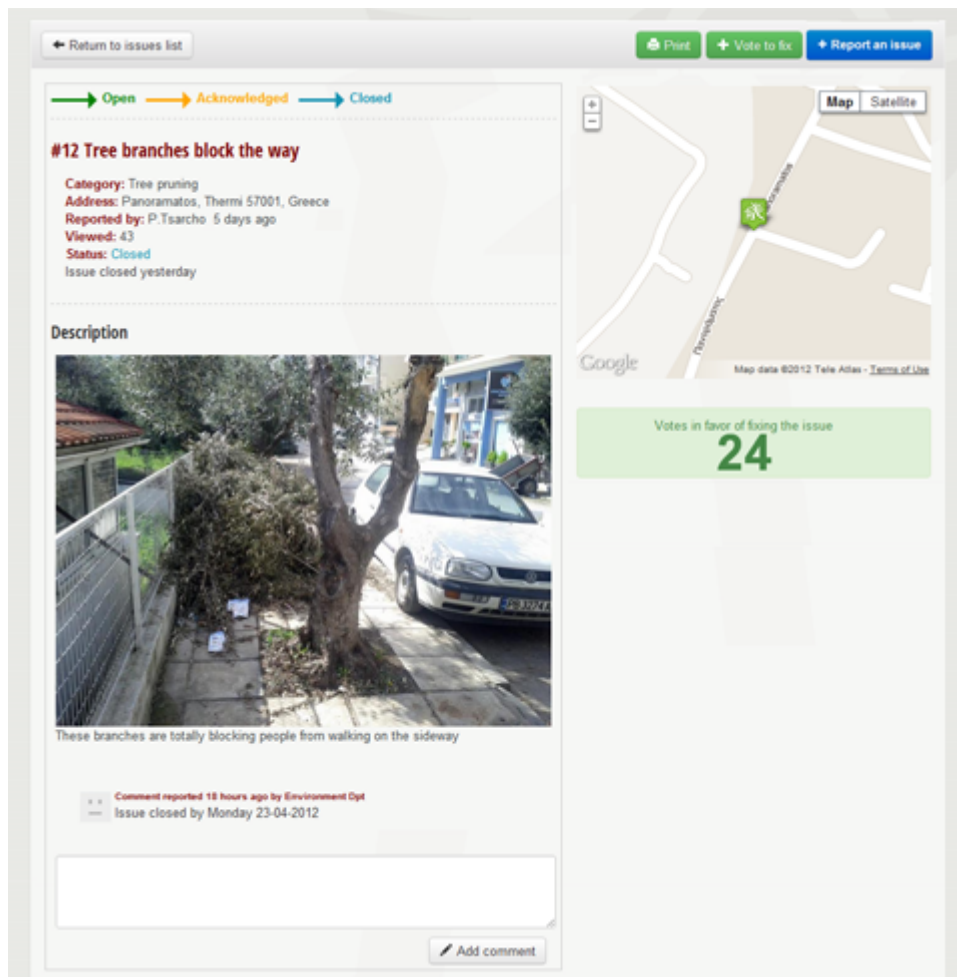 Return to issues list
Print
Vote to fix
Report an issue
Open
Acknowledged
Closed
#12 Tree branches block the way
Category: Tree pruning
Address: Panoramatos, Thermi 57001, Greece
Reported by: P.Tsarcho 5 days ago
Viewed: 43
Status: Closed
Issue closed yesterday
Description
These branches are totally blocking people from walking on the sideway
Comment reported 18 hours ago by Environment Dpt
Issue closed by Monday 23-04-2012
Add comment
Map
Satellite
Google
Map data ©2012 Tele Atlas - Terms of Use
Votes in favor of fixing the issue
24